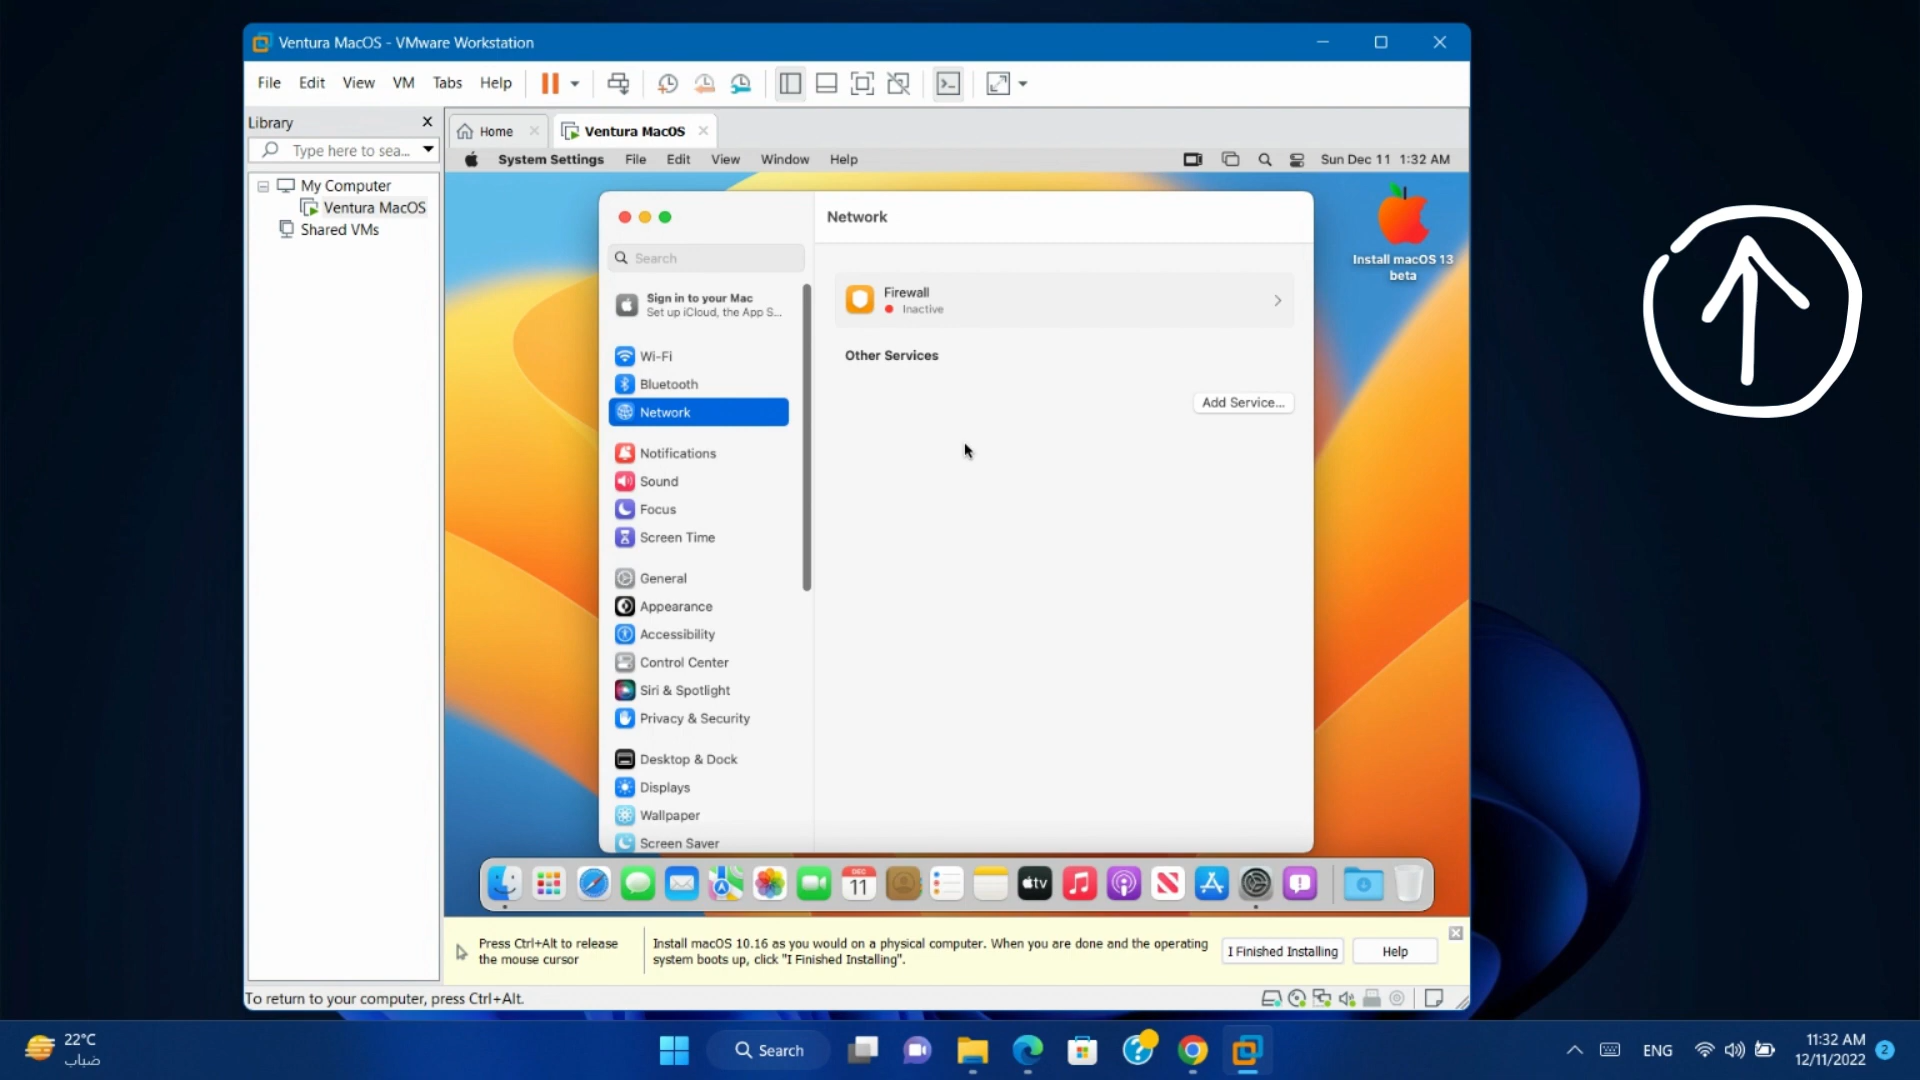 Ventura MacOS - VMware Workstation
File Edit View VM Tabs Help
Library
Type here to sea...
My Computer
Ventura MacOS
Shared VMs
Home
Ventura MacOS
System Settings File Edit View Window Help
Sun Dec 11 1:32 AM
Install macOS 13
beta
Search
Sign in to your Mac
Set up iCloud, the App S...
Wi-Fi
Bluetooth
Network
Notifications
Sound
Focus
Screen Time
General
Appearance
Accessibility
Control Center
Siri & Spotlight
Privacy & Security
Desktop & Dock
Displays
Wallpaper
Screen Saver
Network
Firewall
Inactive
Other Services
Add Service...
DEC
11
tv
Press Ctrl+Alt to release
the mouse cursor
Install macOS 10.16 as you would on a physical computer. When you are done and the operating
system boots up, click "I Finished Installing".
I Finished Installing
Help
To return to your computer, press Ctrl+Alt.
22°C
ضباب
Search
ENG
11:32 AM
12/11/2022
2